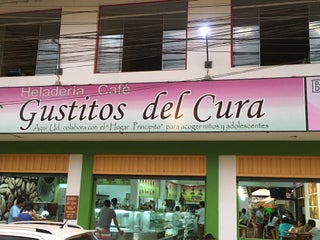 Heladería, Café
Gustitos del Cura
Aquí Ud. colabora con el "Hogar Principito" para acoger niños y adolescentes